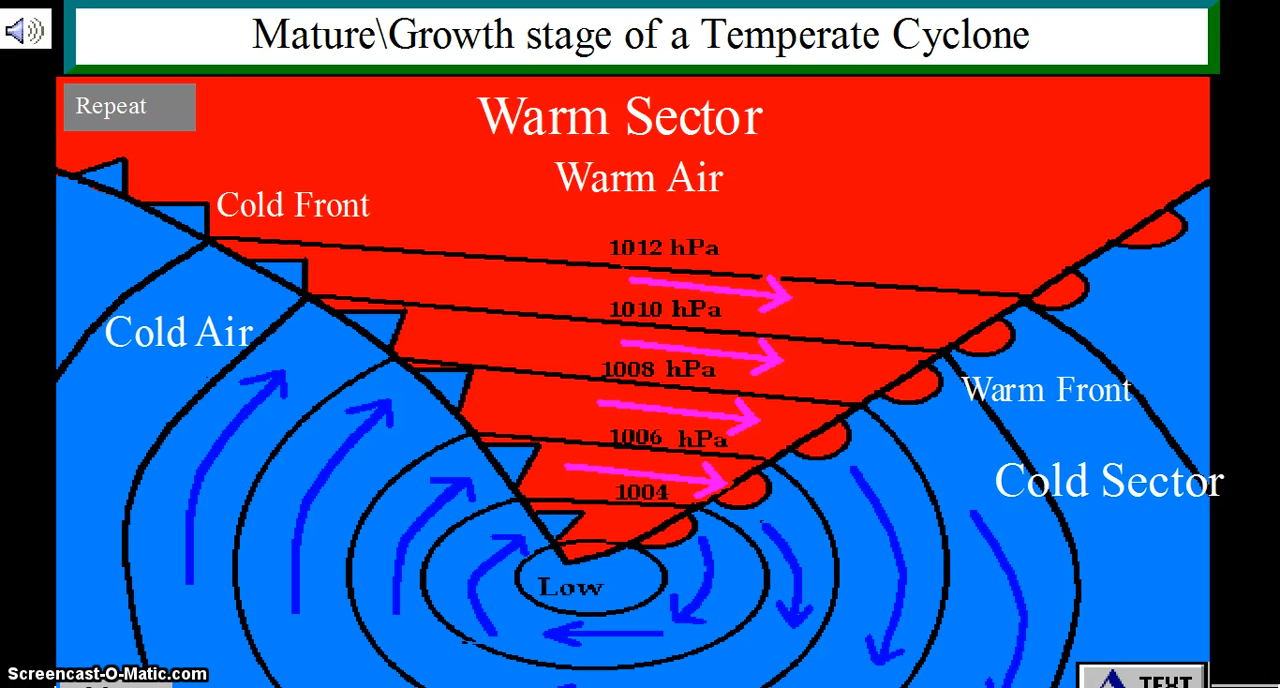 Mature\Growth stage of a Temperate Cyclone
Repeat
Warm Sector
Warm Air
Cold Front
1012 hPa
1010 hPa
Cold Air
1008 hPa
Warm Front
1006 hPa
Cold Sector
1004
Low
Screencast-O-Matic.com
TEXT